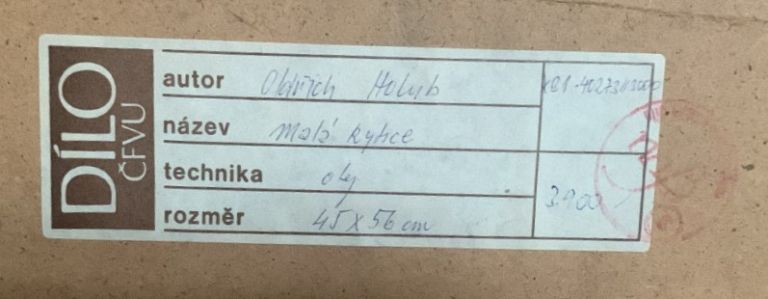 DÍLO
ČFVU
autor Oldřich Holub
název Malá kytice
technika olej
rozměr 45 x 56 cm
3.900